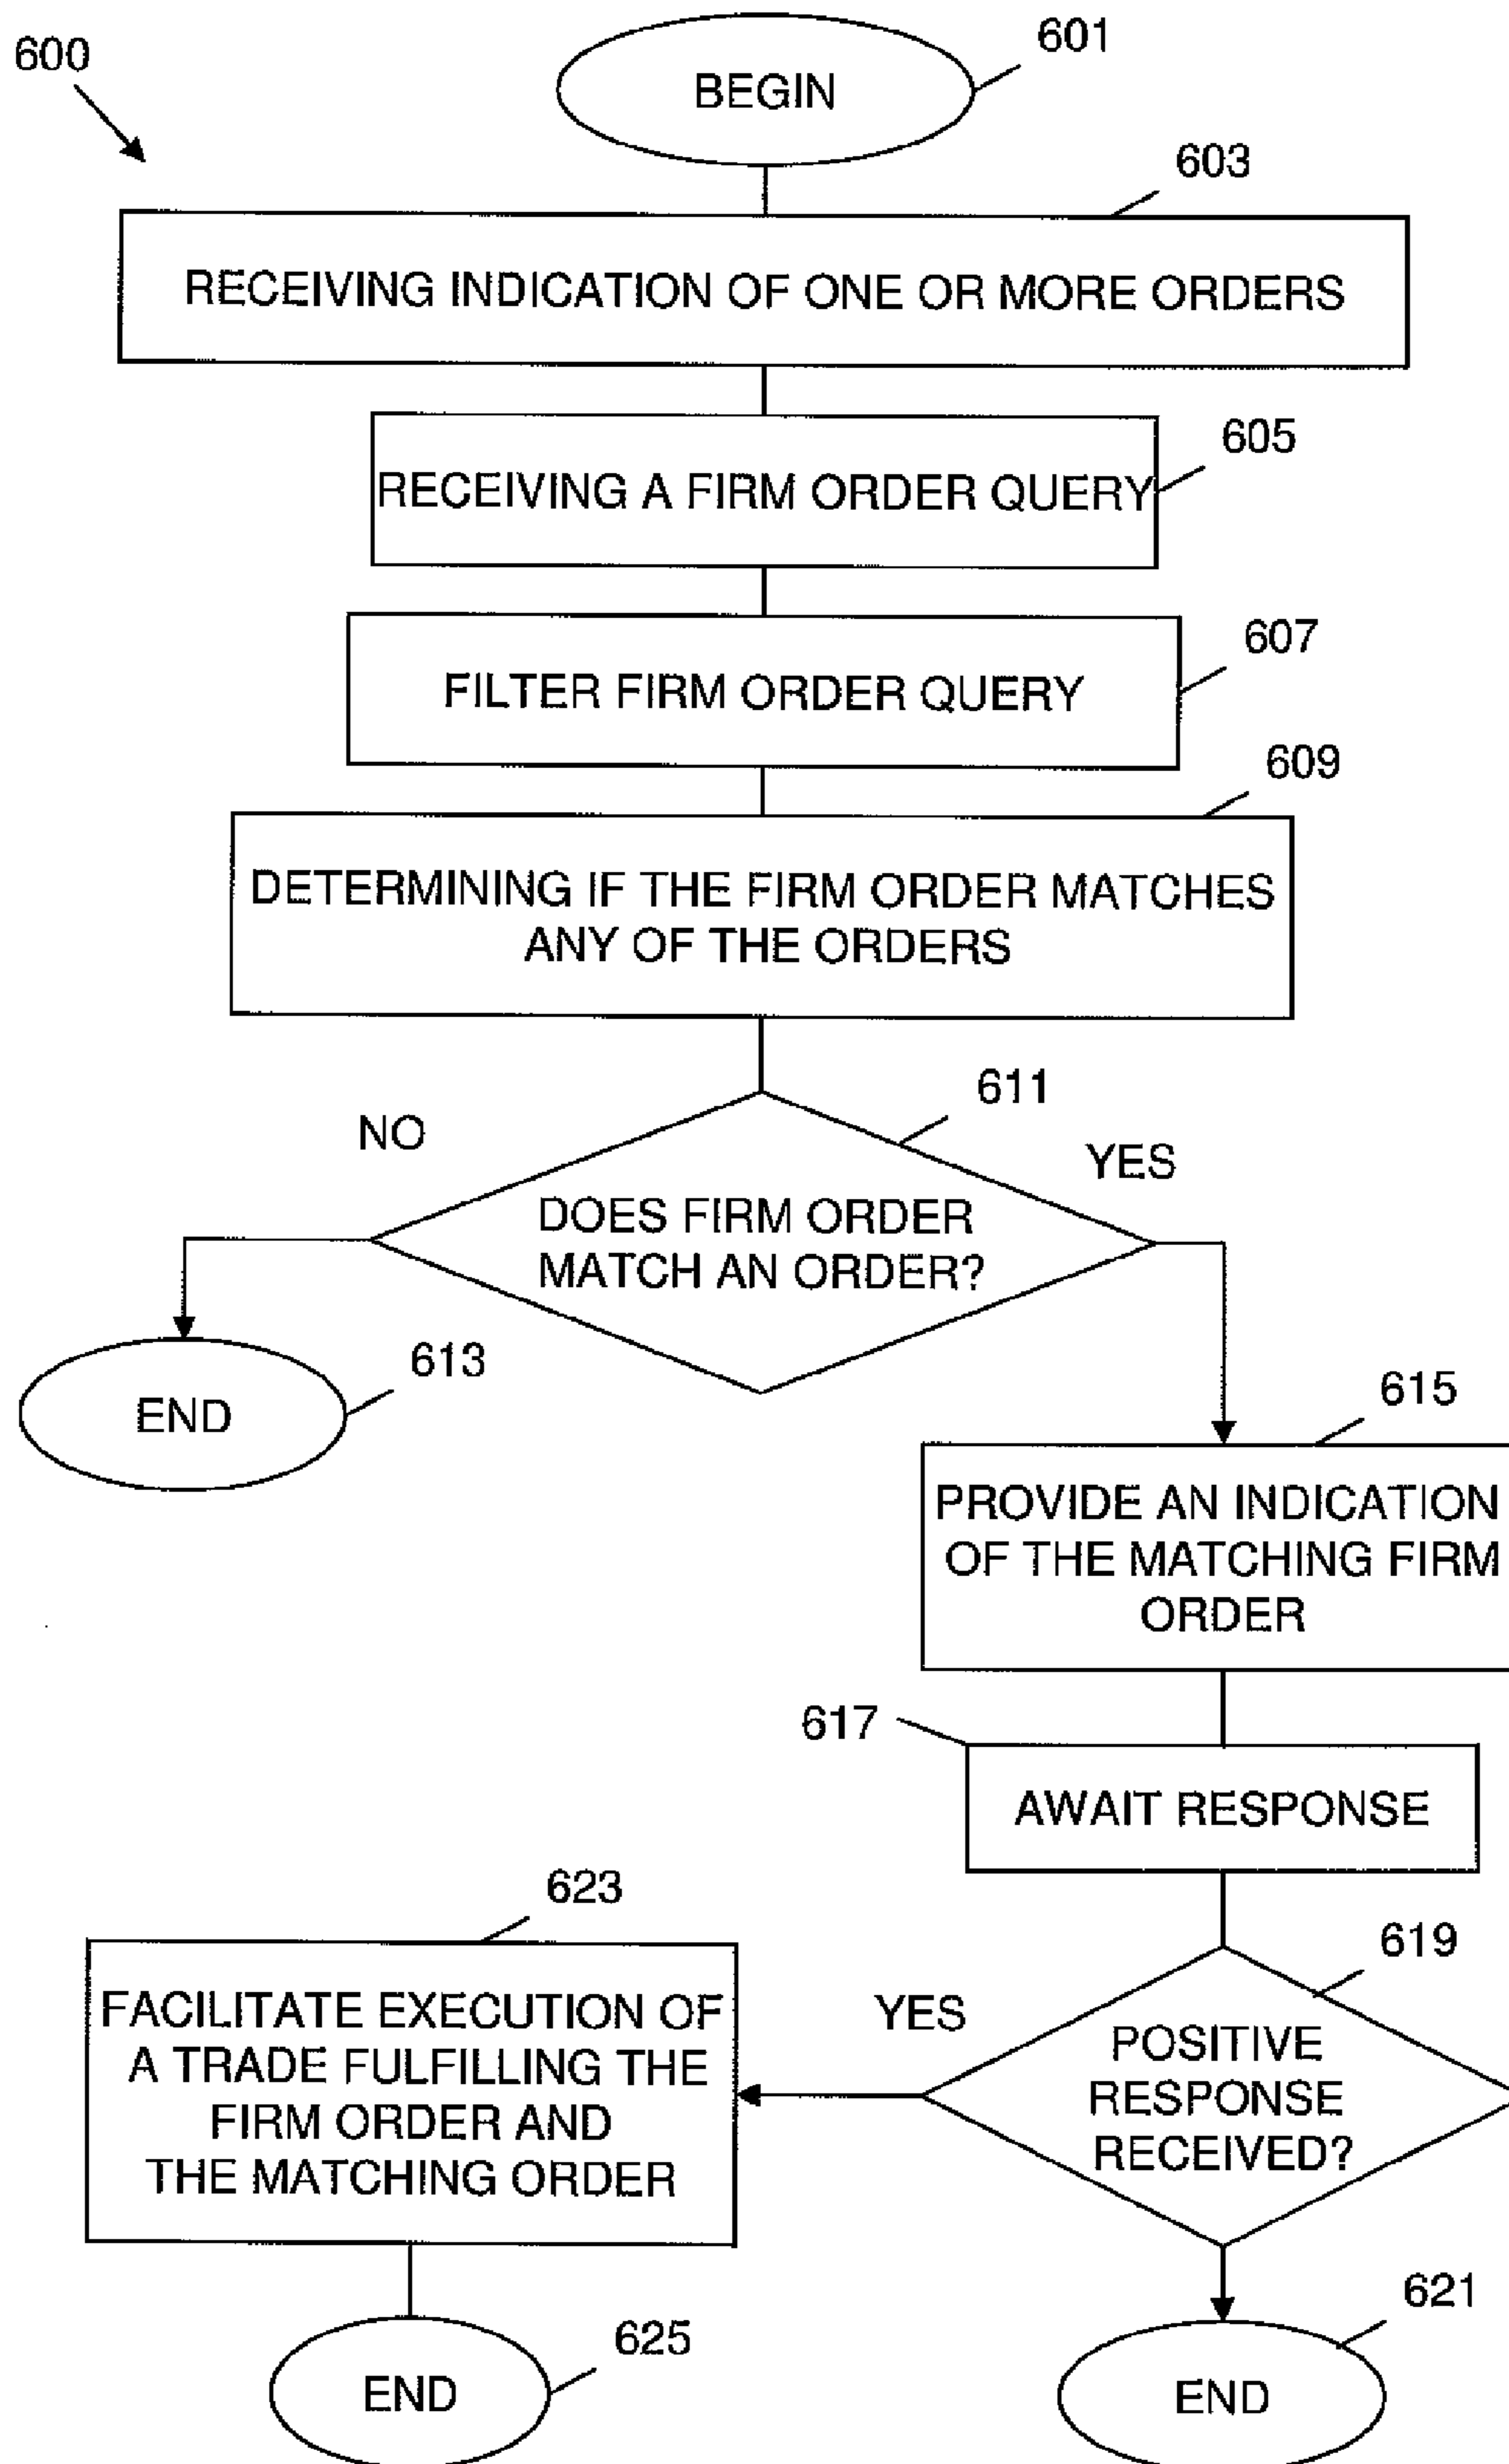 600
601
BEGIN
603
RECEIVING INDICATION OF ONE OR MORE ORDERS
605
RECEIVING A FIRM ORDER QUERY
607
FILTER FIRM ORDER QUERY
609
DETERMINING IF THE FIRM ORDER MATCHES
ANY OF THE ORDERS
611
NO
YES
DOES FIRM ORDER
MATCH AN ORDER?
613
END
615
PROVIDE AN INDICATION
OF THE MATCHING FIRM
ORDER
617
AWAIT RESPONSE
623
619
FACILITATE EXECUTION OF
A TRADE FULFILLING THE
FIRM ORDER AND
THE MATCHING ORDER
YES
POSITIVE
RESPONSE
RECEIVED?
625
END
621
END